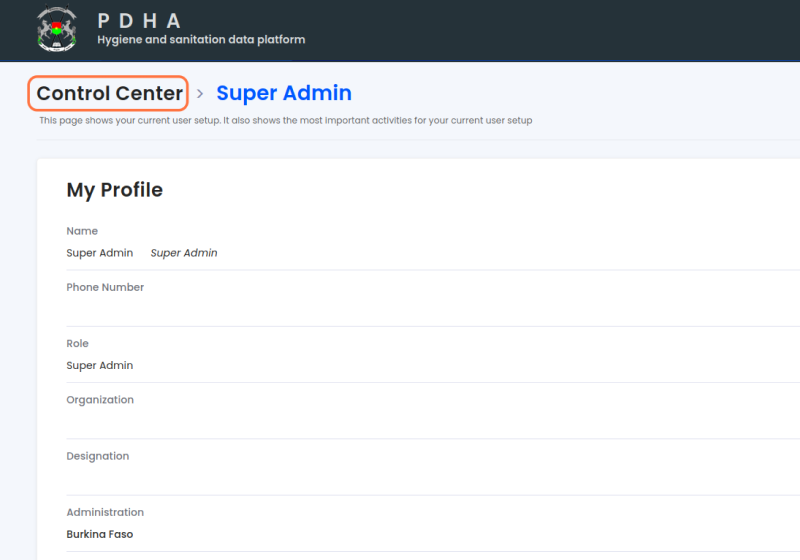 P D H A
Hygiene and sanitation data platform
Control Center > Super Admin
This page shows your current user setup. It also shows the most important activities for your current user setup
My Profile
Name
Super Admin Super Admin
Phone Number
Role
Super Admin
Organization
Designation
Administration
Burkina Faso